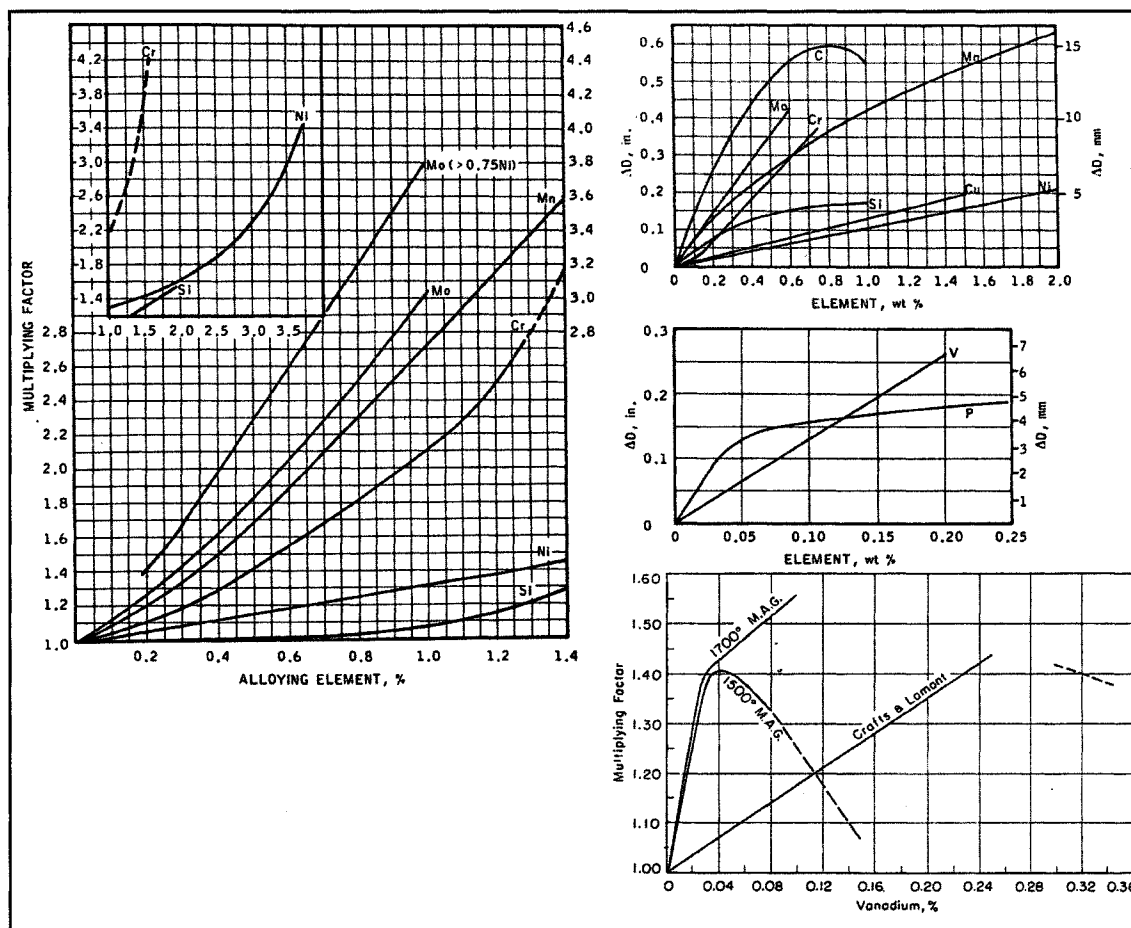 4.2
3.8
3.4
3.0
2.6
2.2
1.8
1.4
1.0 1.5 2.0 2.5 3.0 3.5
Cr
Ni
Si
MULTIPLYING FACTOR
2.8
2.6
2.4
2.2
2.0
1.8
1.6
1.4
1.2
1.0
4.6
4.4
4.2
4.0
3.8
3.6
3.4
3.2
3.0
2.8
Mo(>0.75Ni)
Mn
Mo
Cr
Ni
Si
0.2 0.4 0.6 0.8 1.0 1.2 1.4
ALLOYING ELEMENT, %
ΔD, in.
0.6
0.5
0.4
0.3
0.2
0.1
0
C
Mn
Mo
Cr
Cu
Ni
Si
15
10
5
ΔD, mm
0 0.2 0.4 0.6 0.8 1.0 1.2 1.4 1.6 1.8 2.0
ELEMENT, wt %
ΔD, in.
0.3
0.2
0.1
0
V
P
7
6
5
4
3
2
1
ΔD, mm
0 0.05 0.10 0.15 0.20 0.25
ELEMENT, wt %
Multiplying Factor
1.60
1.50
1.40
1.30
1.20
1.10
1.00
1700° M.A.G.
1500° M.A.G.
Crafts & Lamont
0 0.04 0.08 0.12 0.16 0.20 0.24 0.28 0.32 0.36
Vanadium, %